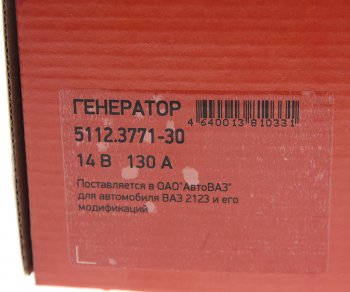 ГЕНЕРАТОР
4 640013 810331
5112.3771-30
14 В 130 А
Поставляется в ОАО"АвтоВАЗ"
для автомобиля ВАЗ 2123 и его
модификаций